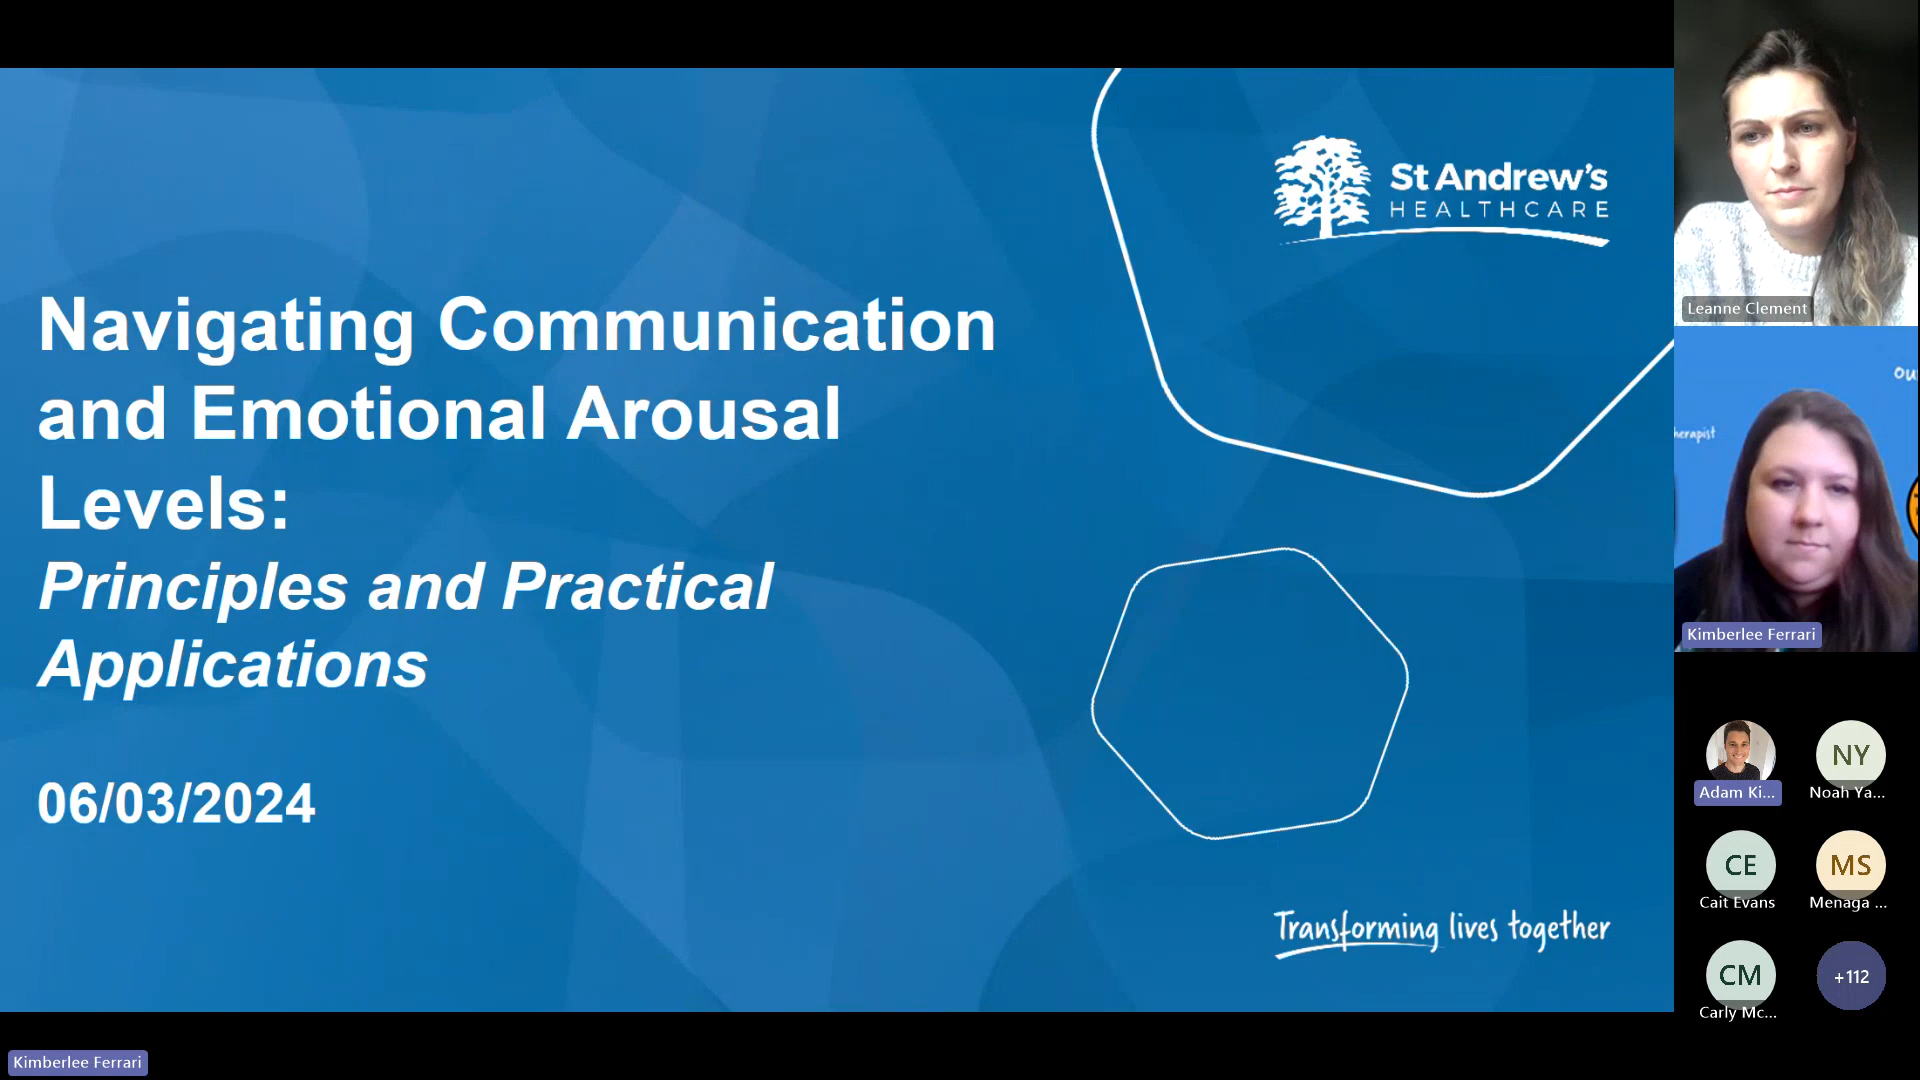 St Andrew's
HEALTHCARE
Navigating Communication
and Emotional Arousal
Levels:
Principles and Practical
Applications
06/03/2024
Transforming lives together
Kimberlee Ferrari
Leanne Clement
ou
herapist
Kimberlee Ferrari
Adam Ki...
NY
Noah Ya...
CE
Cait Evans
MS
Menaga ...
CM
Carly Mc...
+112